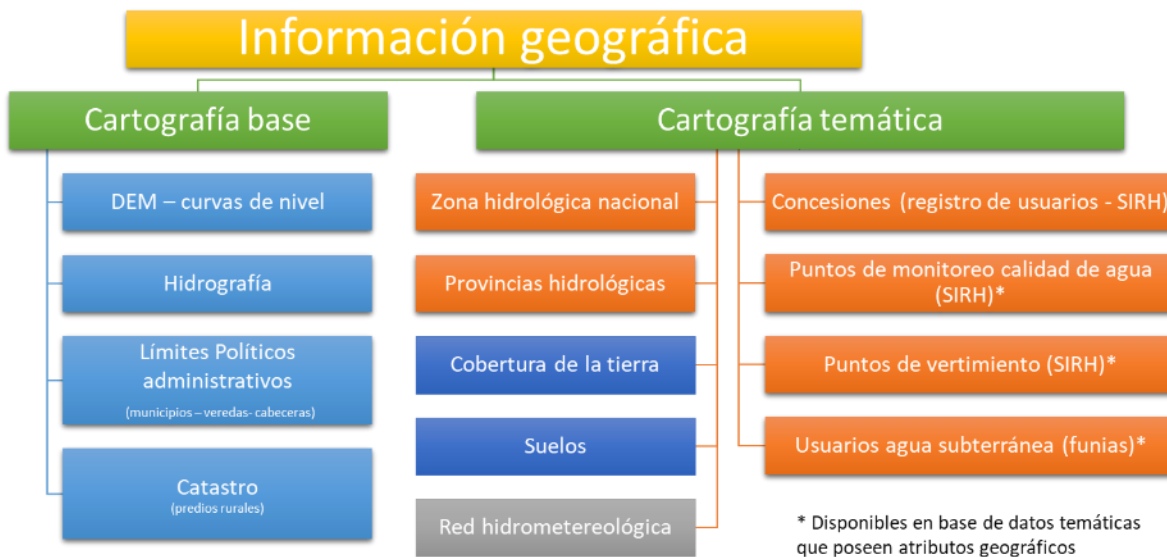 Información geográfica
Cartografía base
Cartografía temática
DEM – curvas de nivel
Hidrografía
Límites Políticos
administrativos
(municipios – veredas- cabeceras)
Catastro
(predios rurales)
Zona hidrológica nacional
Provincias hidrológicas
Cobertura de la tierra
Suelos
Red hidrometereológica
Concesiones (registro de usuarios - SIRH)
Puntos de monitoreo calidad de agua
(SIRH)*
Puntos de vertimiento (SIRH)*
Usuarios agua subterránea (funias)*
* Disponibles en base de datos temáticas
que poseen atributos geográficos